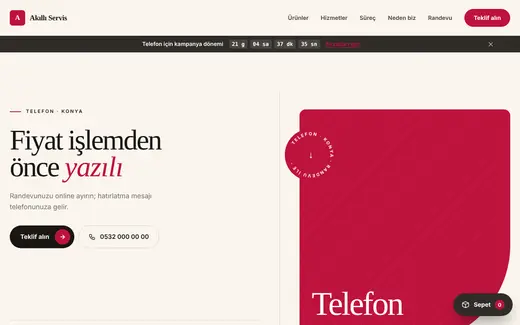 A Akıllı Servis
Ürünler Hizmetler Süreç Neden biz Randevu Teklif alın
Telefon için kampanya dönemi 21 g 04 sa 37 dk 35 sn
TELEFON · KONYA
Fiyat işlemden
önce yazılı
Randevunuzu online ayırın; hatırlatma mesajı
telefonunuza gelir.
Teklif alın → 0532 000 00 00
TELEFON · KONYA · RANDEVU İLE ·
↓
Telefon
Sepet 0